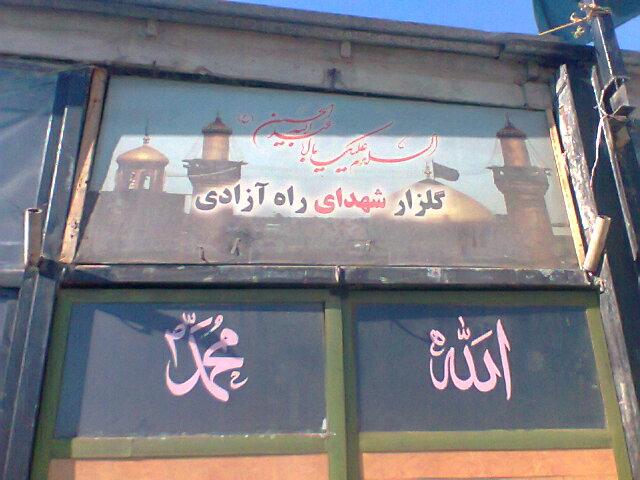 السلام علیک یا ابا عبدالله الحسین (ع)
گلزار شهدای راه آزادی
الله
محمد